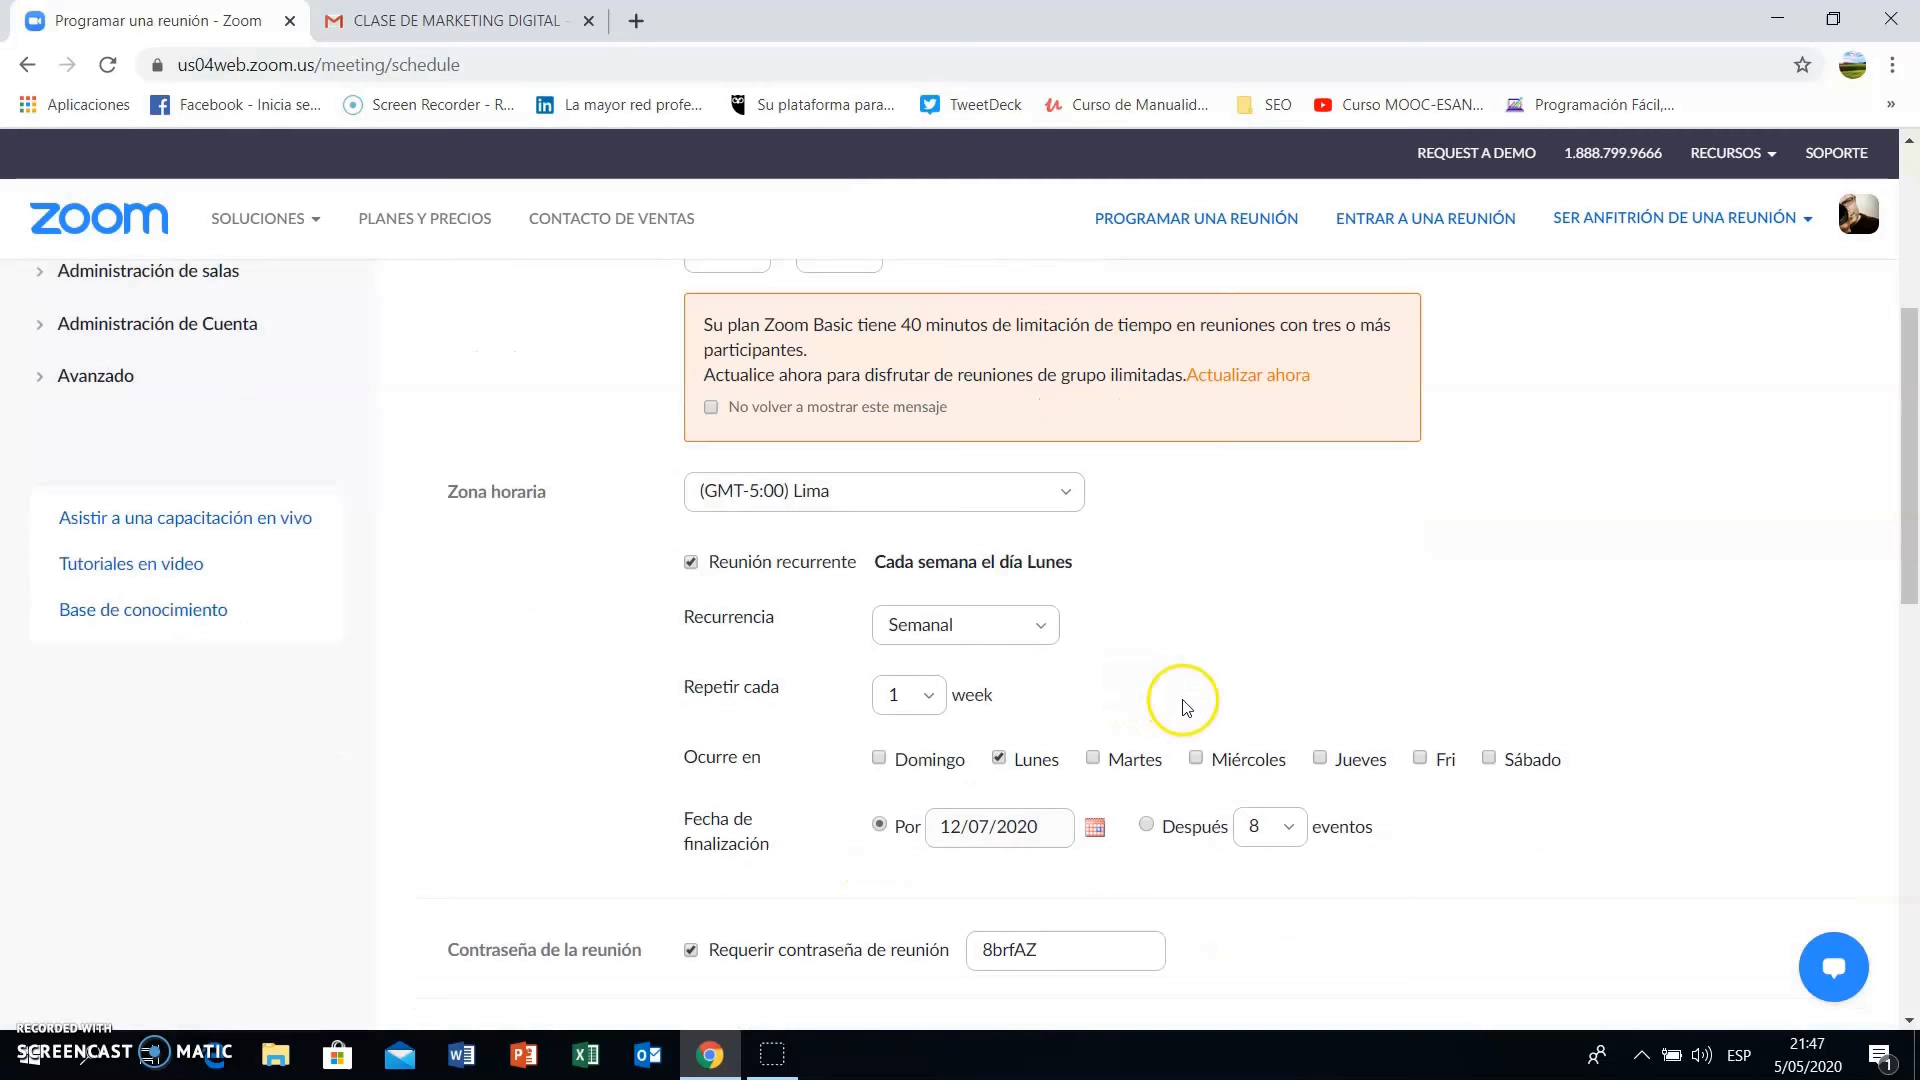 Programar una reunión - Zoom
CLASE DE MARKETING DIGITAL -
us04web.zoom.us/meeting/schedule
Aplicaciones
Facebook - Inicia se...
Screen Recorder - R...
La mayor red profe...
Su plataforma para...
TweetDeck
Curso de Manualid...
SEO
Curso MOOC-ESAN...
Programación Fácil,...
»
REQUEST A DEMO
1.888.799.9666
RECURSOS
SOPORTE
zoom
SOLUCIONES
PLANES Y PRECIOS
CONTACTO DE VENTAS
PROGRAMAR UNA REUNIÓN
ENTRAR A UNA REUNIÓN
SER ANFITRIÓN DE UNA REUNIÓN
Administración de salas
Administración de Cuenta
Avanzado
Asistir a una capacitación en vivo
Tutoriales en video
Base de conocimiento
Su plan Zoom Basic tiene 40 minutos de limitación de tiempo en reuniones con tres o más
participantes.
Actualice ahora para disfrutar de reuniones de grupo ilimitadas.Actualizar ahora
No volver a mostrar este mensaje
Zona horaria
(GMT-5:00) Lima
Reunión recurrente Cada semana el día Lunes
Recurrencia
Semanal
Repetir cada
1 week
Ocurre en
Domingo Lunes Martes Miércoles Jueves Fri Sábado
Fecha de
finalización
Por 12/07/2020 Después 8 eventos
Contraseña de la reunión
Requerir contraseña de reunión 8brfAZ
RECORDED WITH
SCREENCAST MATIC
ESP
21:47
5/05/2020
1